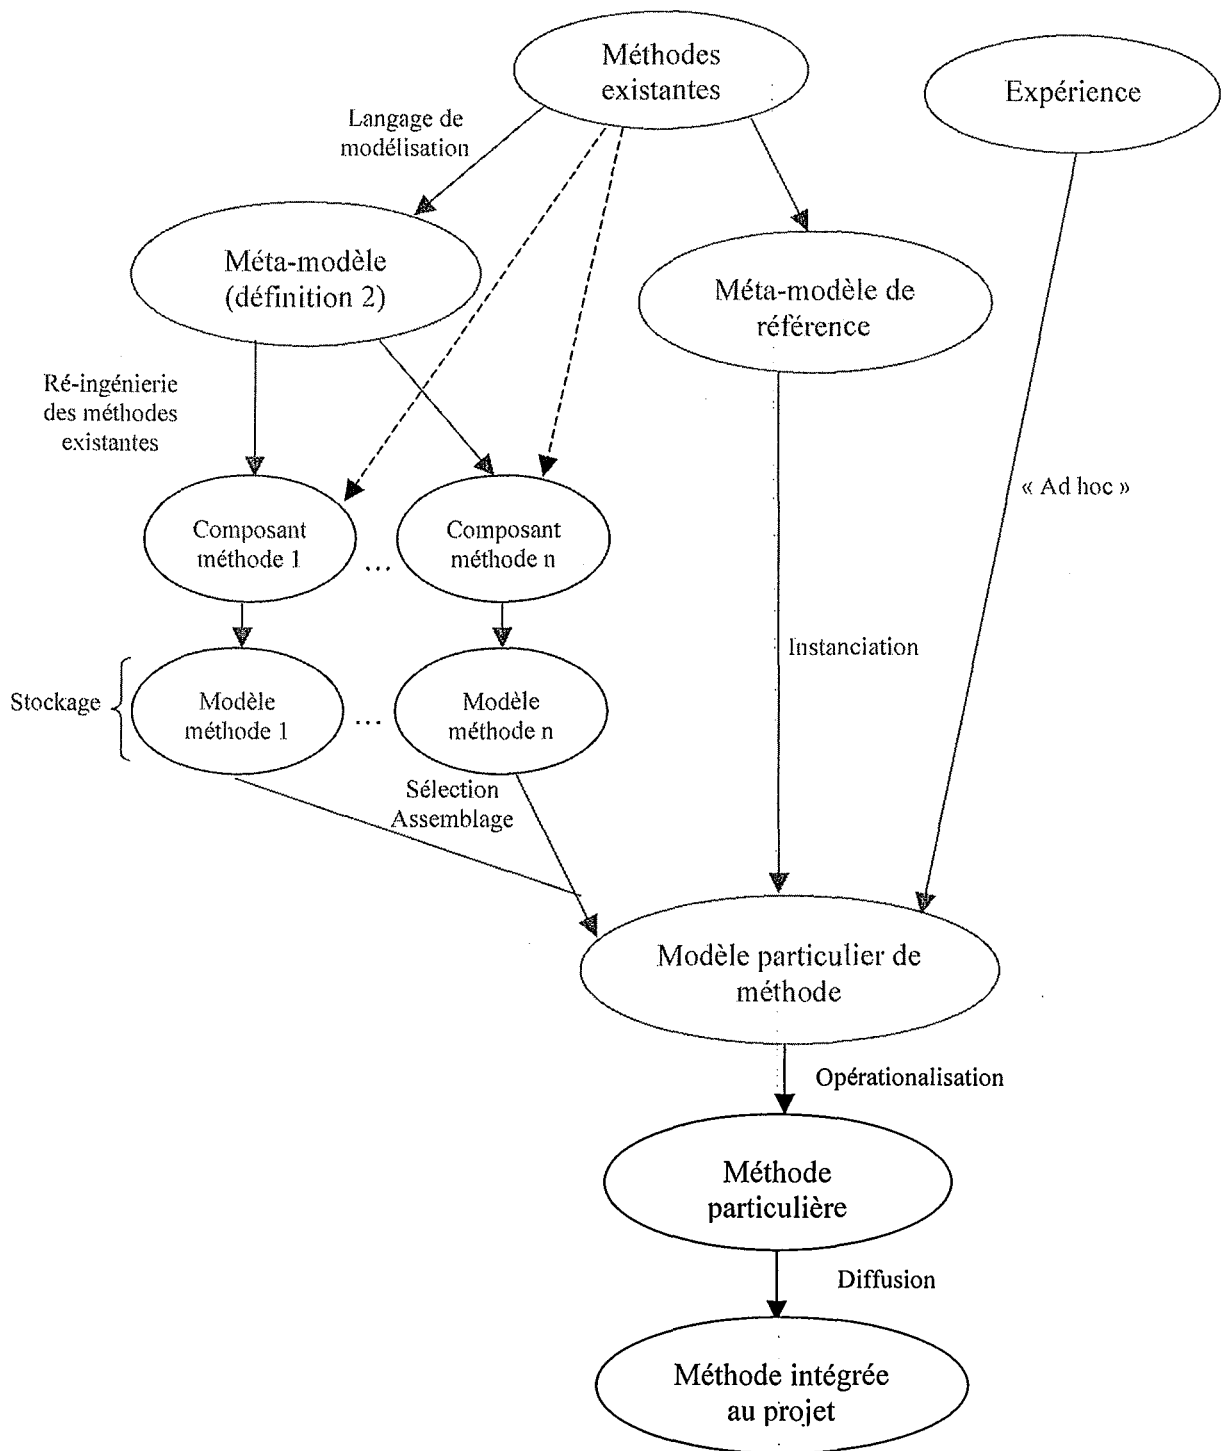 Méthodes
existantes
Expérience
Langage de
modélisation
Méta-modèle
(définition 2)
Méta-modèle de
référence
Ré-ingénierie
des méthodes
existantes
« Ad hoc »
Composant
méthode 1
...
Composant
méthode n
Instanciation
Stockage
Modèle
méthode 1
...
Modèle
méthode n
Sélection
Assemblage
Modèle particulier de
méthode
Opérationalisation
Méthode
particulière
Diffusion
Méthode intégrée
au projet